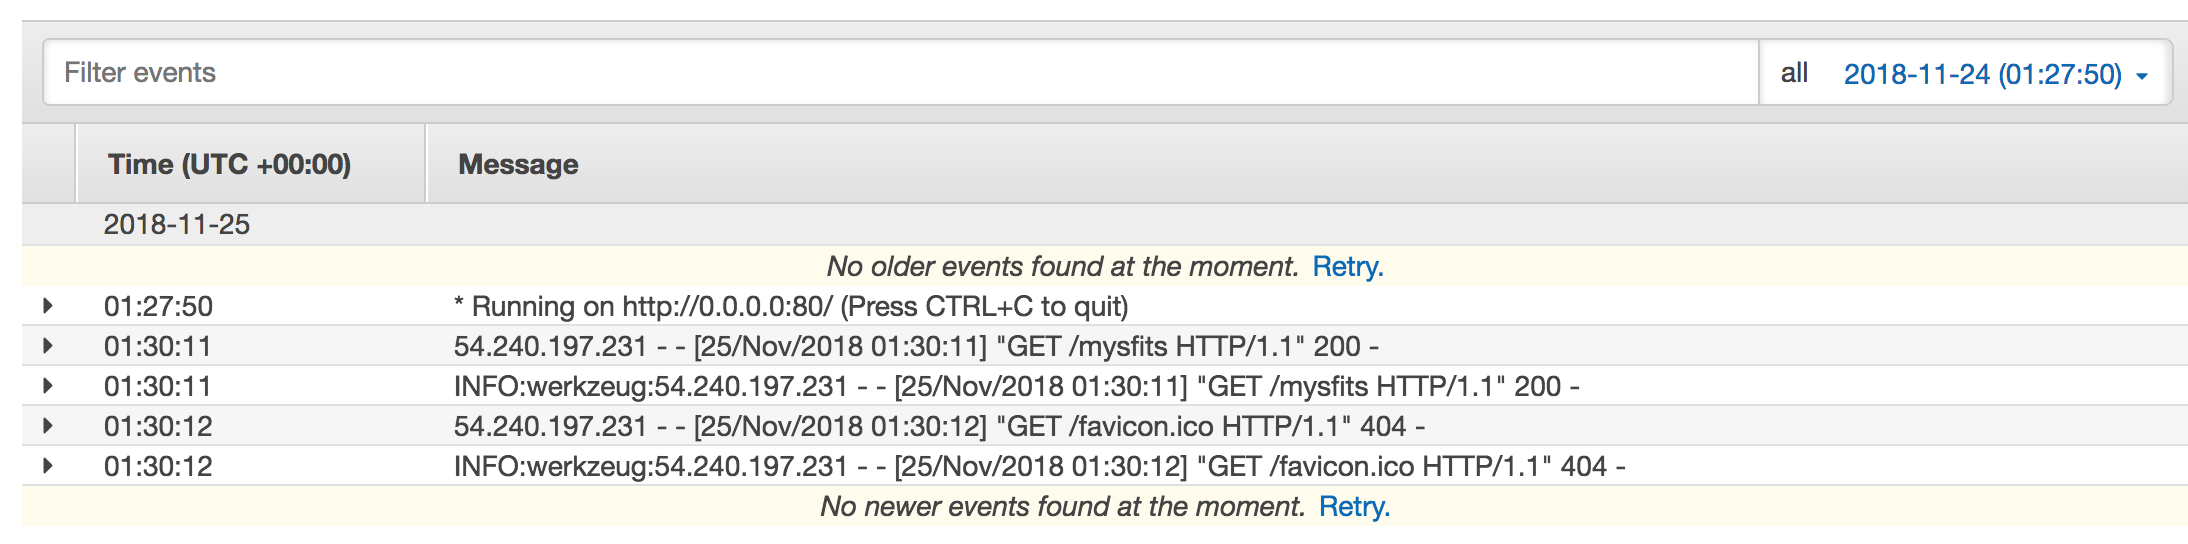 Filter events all 2018-11-24 (01:27:50)
Time (UTC +00:00) Message
2018-11-25
No older events found at the moment. Retry.
01:27:50 * Running on http://0.0.0.0:80/ (Press CTRL+C to quit)
01:30:11 54.240.197.231 - - [25/Nov/2018 01:30:11] "GET /mysfits HTTP/1.1" 200 -
01:30:11 INFO:werkzeug:54.240.197.231 - - [25/Nov/2018 01:30:11] "GET /mysfits HTTP/1.1" 200 -
01:30:12 54.240.197.231 - - [25/Nov/2018 01:30:12] "GET /favicon.ico HTTP/1.1" 404 -
01:30:12 INFO:werkzeug:54.240.197.231 - - [25/Nov/2018 01:30:12] "GET /favicon.ico HTTP/1.1" 404 -
No newer events found at the moment. Retry.